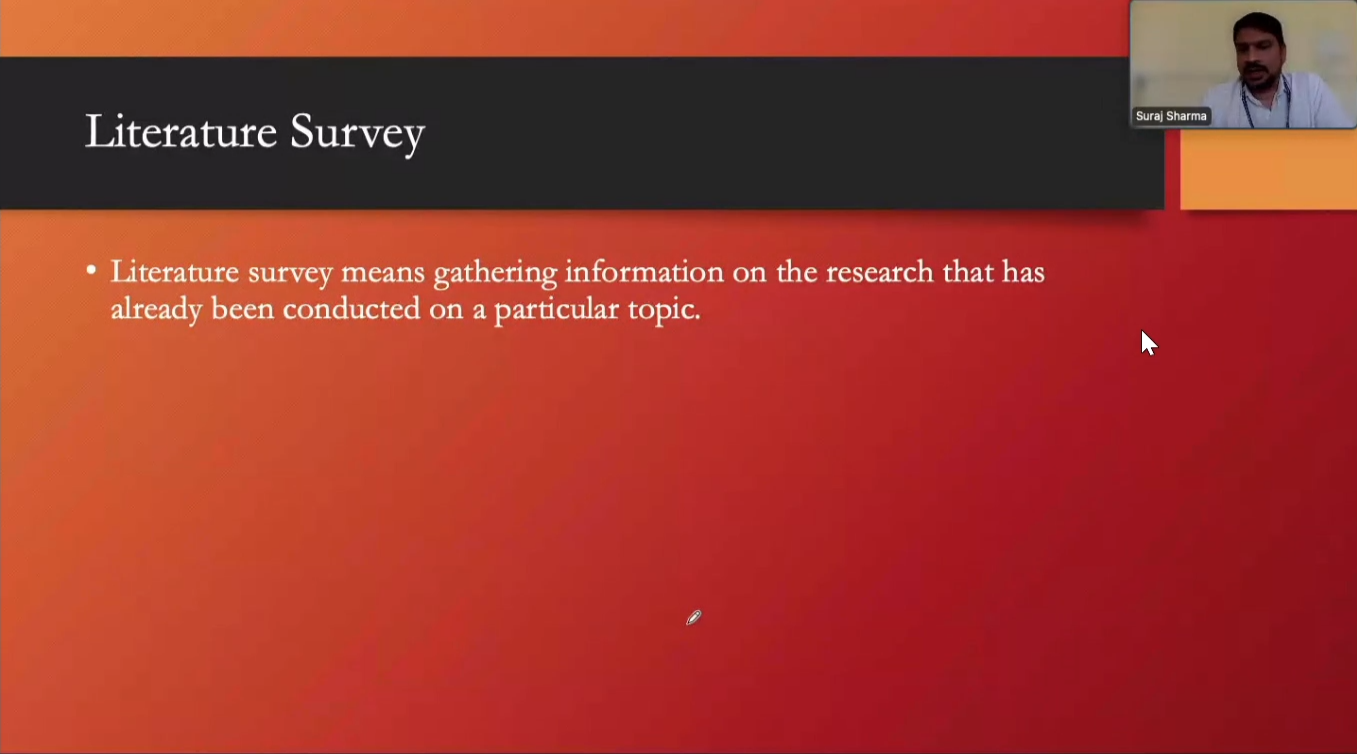 Literature Survey
Suraj Sharma
• Literature survey means gathering information on the research that has
already been conducted on a particular topic.